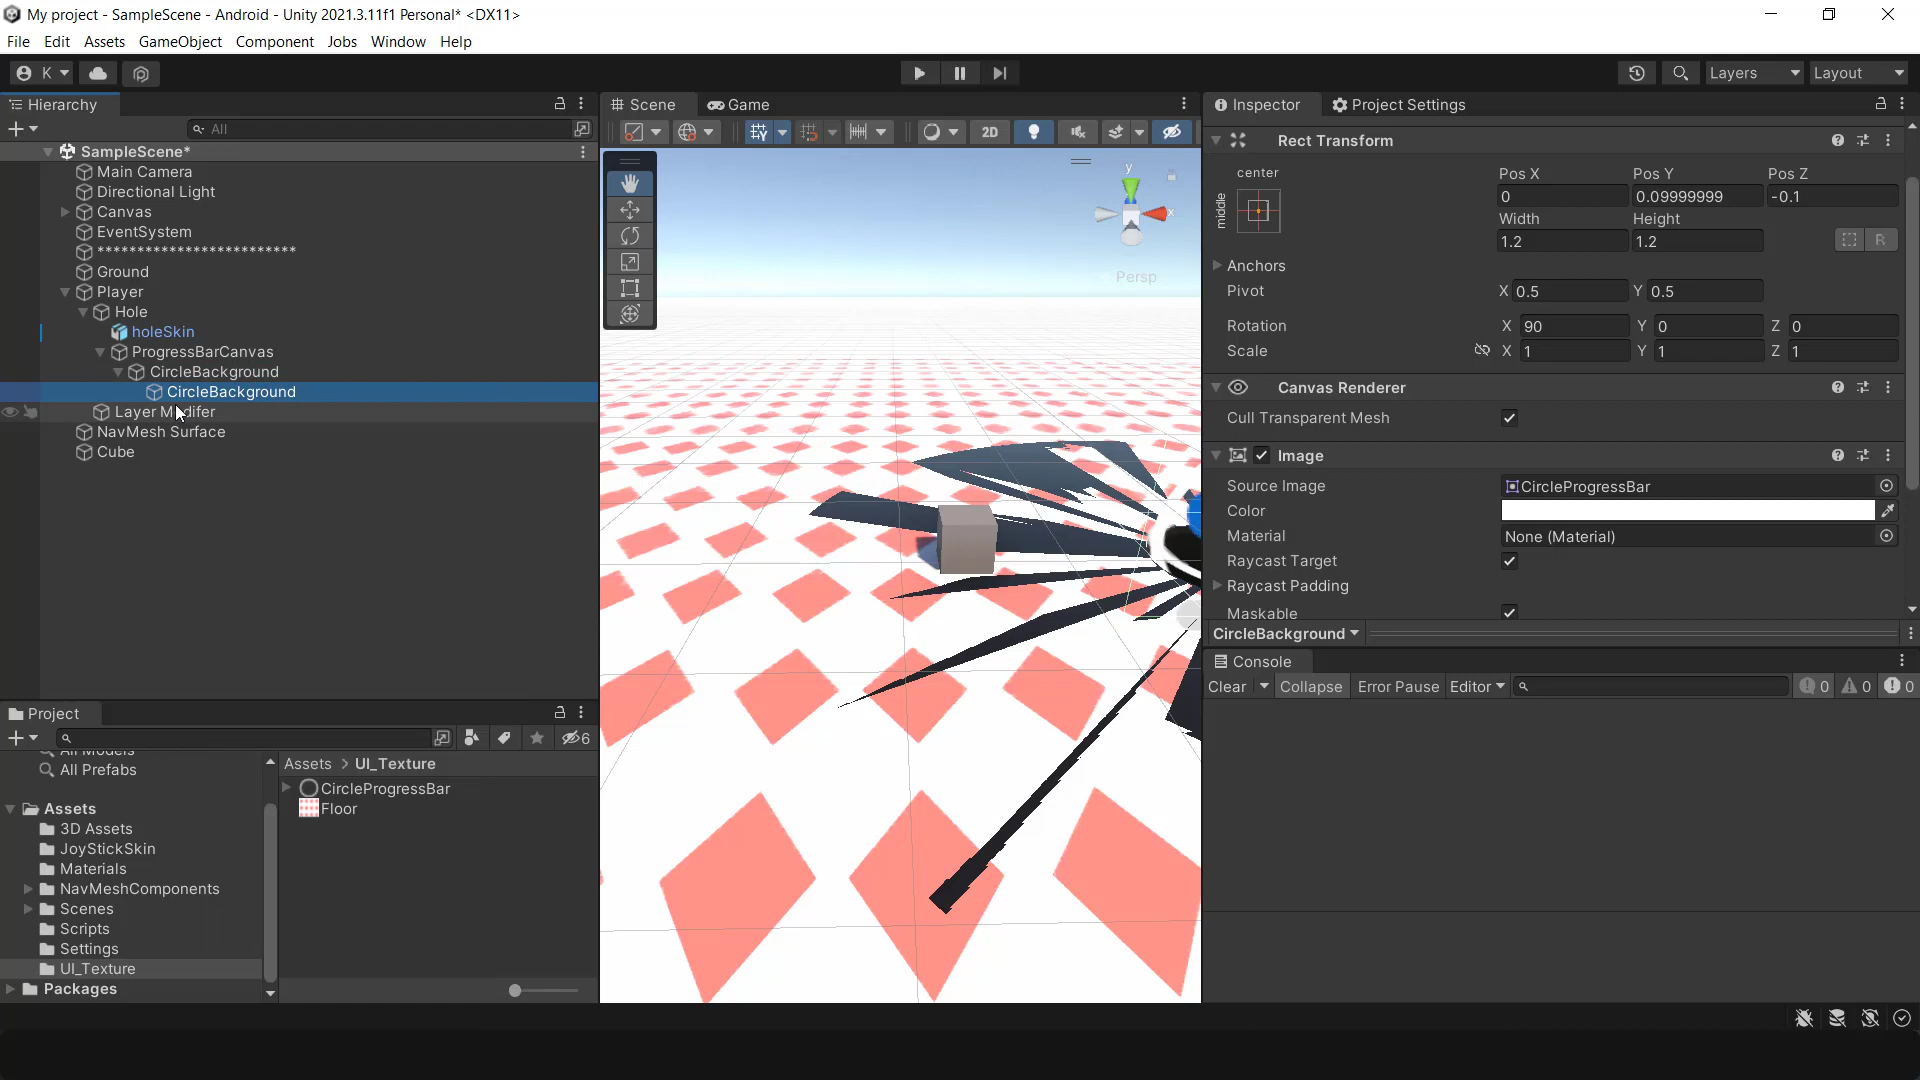 My project - SampleScene - Android - Unity 2021.3.11f1 Personal* <DX11>
File Edit Assets GameObject Component Jobs Window Help
K Layers Layout
Hierarchy
All
SampleScene*
Main Camera
Directional Light
Canvas
EventSystem
*************************
Ground
Player
Hole
holeSkin
ProgressBarCanvas
CircleBackground
CircleBackground
Layer Modifer
NavMesh Surface
Cube
Scene Game
2D
y
x
Persp
Inspector Project Settings
Rect Transform
center
middle
Pos X Pos Y Pos Z
0 0.09999999 -0.1
Width Height
1.2 1.2
R
Anchors
Pivot X 0.5 Y 0.5
Rotation X 90 Y 0 Z 0
Scale X 1 Y 1 Z 1
Canvas Renderer
Cull Transparent Mesh
Image
Source Image CircleProgressBar
Color
Material None (Material)
Raycast Target
Raycast Padding
Maskable
CircleBackground
Console
Clear Collapse Error Pause Editor 0 0 0
Project
6
All Models
All Prefabs
Assets
3D Assets
JoyStickSkin
Materials
NavMeshComponents
Scenes
Scripts
Settings
UI_Texture
Packages
Assets > UI_Texture
CircleProgressBar
Floor